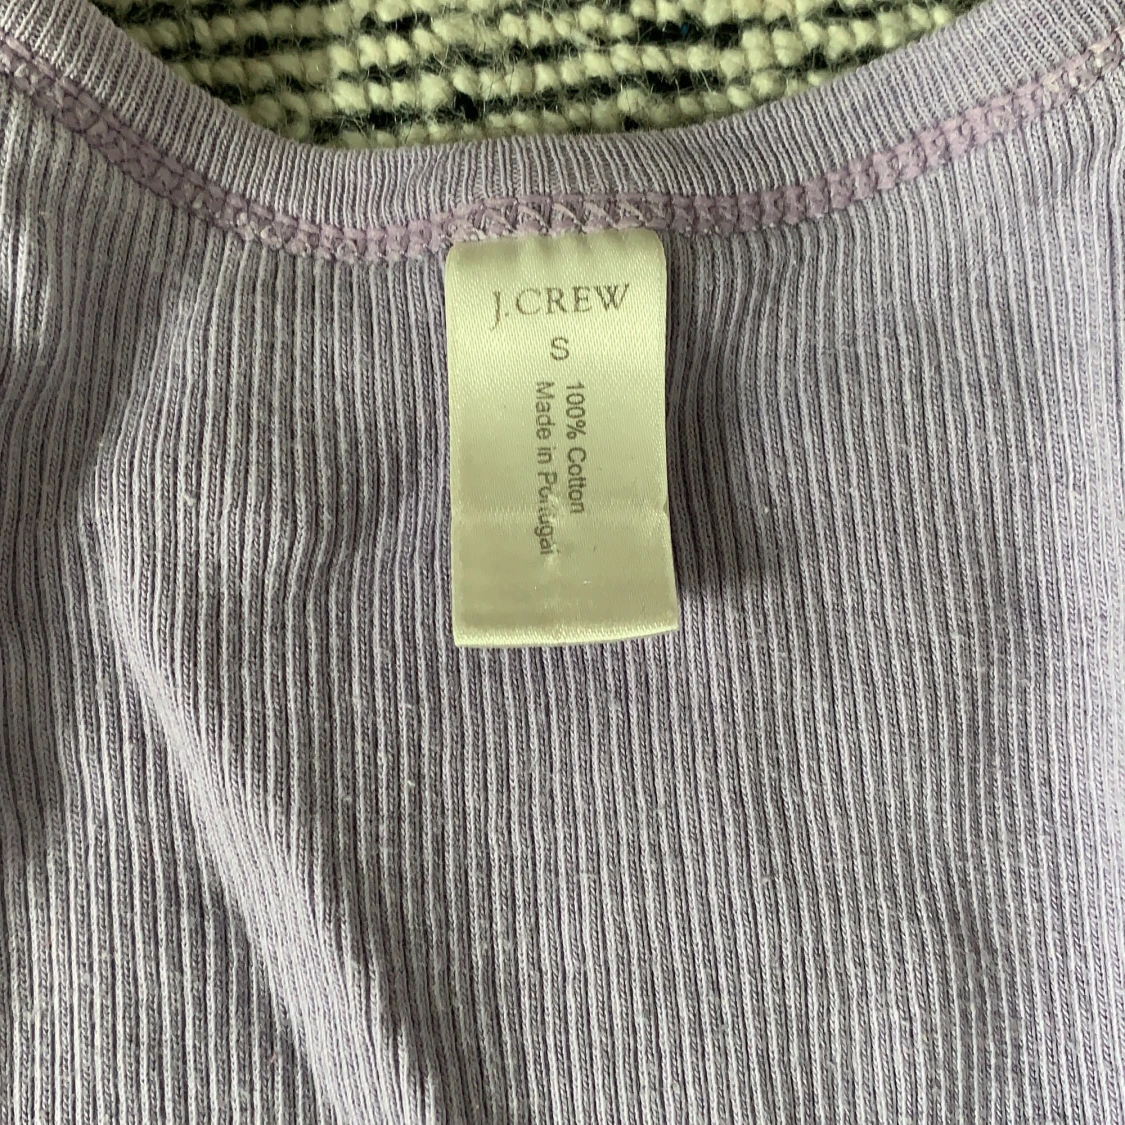 J.CREW
S
100% Cotton
Made in Portugal